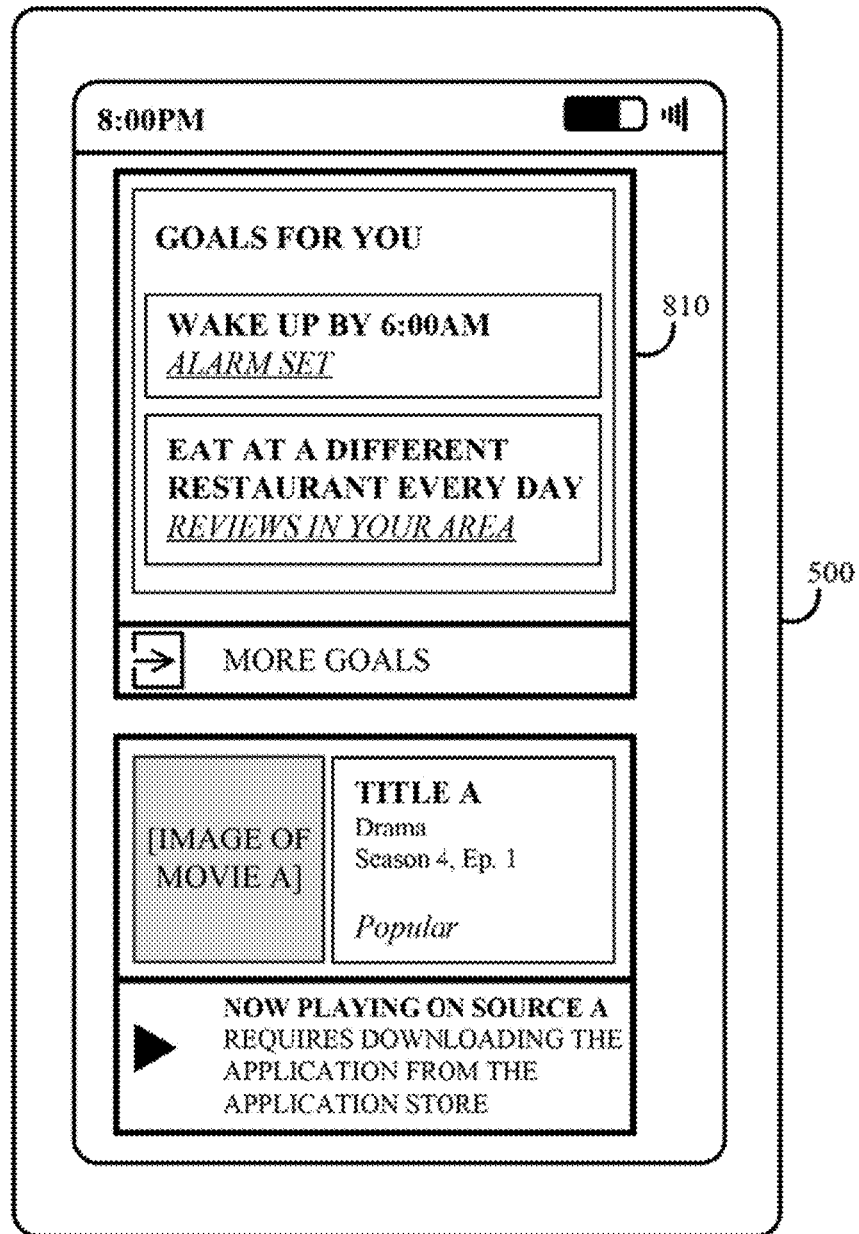 8:00PM
GOALS FOR YOU
WAKE UP BY 6:00AM
ALARM SET
810
EAT AT A DIFFERENT
RESTAURANT EVERY DAY
REVIEWS IN YOUR AREA
500
MORE GOALS
[IMAGE OF
MOVIE A]
TITLE A
Drama
Season 4, Ep. 1
Popular
NOW PLAYING ON SOURCE A
REQUIRES DOWNLOADING THE
APPLICATION FROM THE
APPLICATION STORE